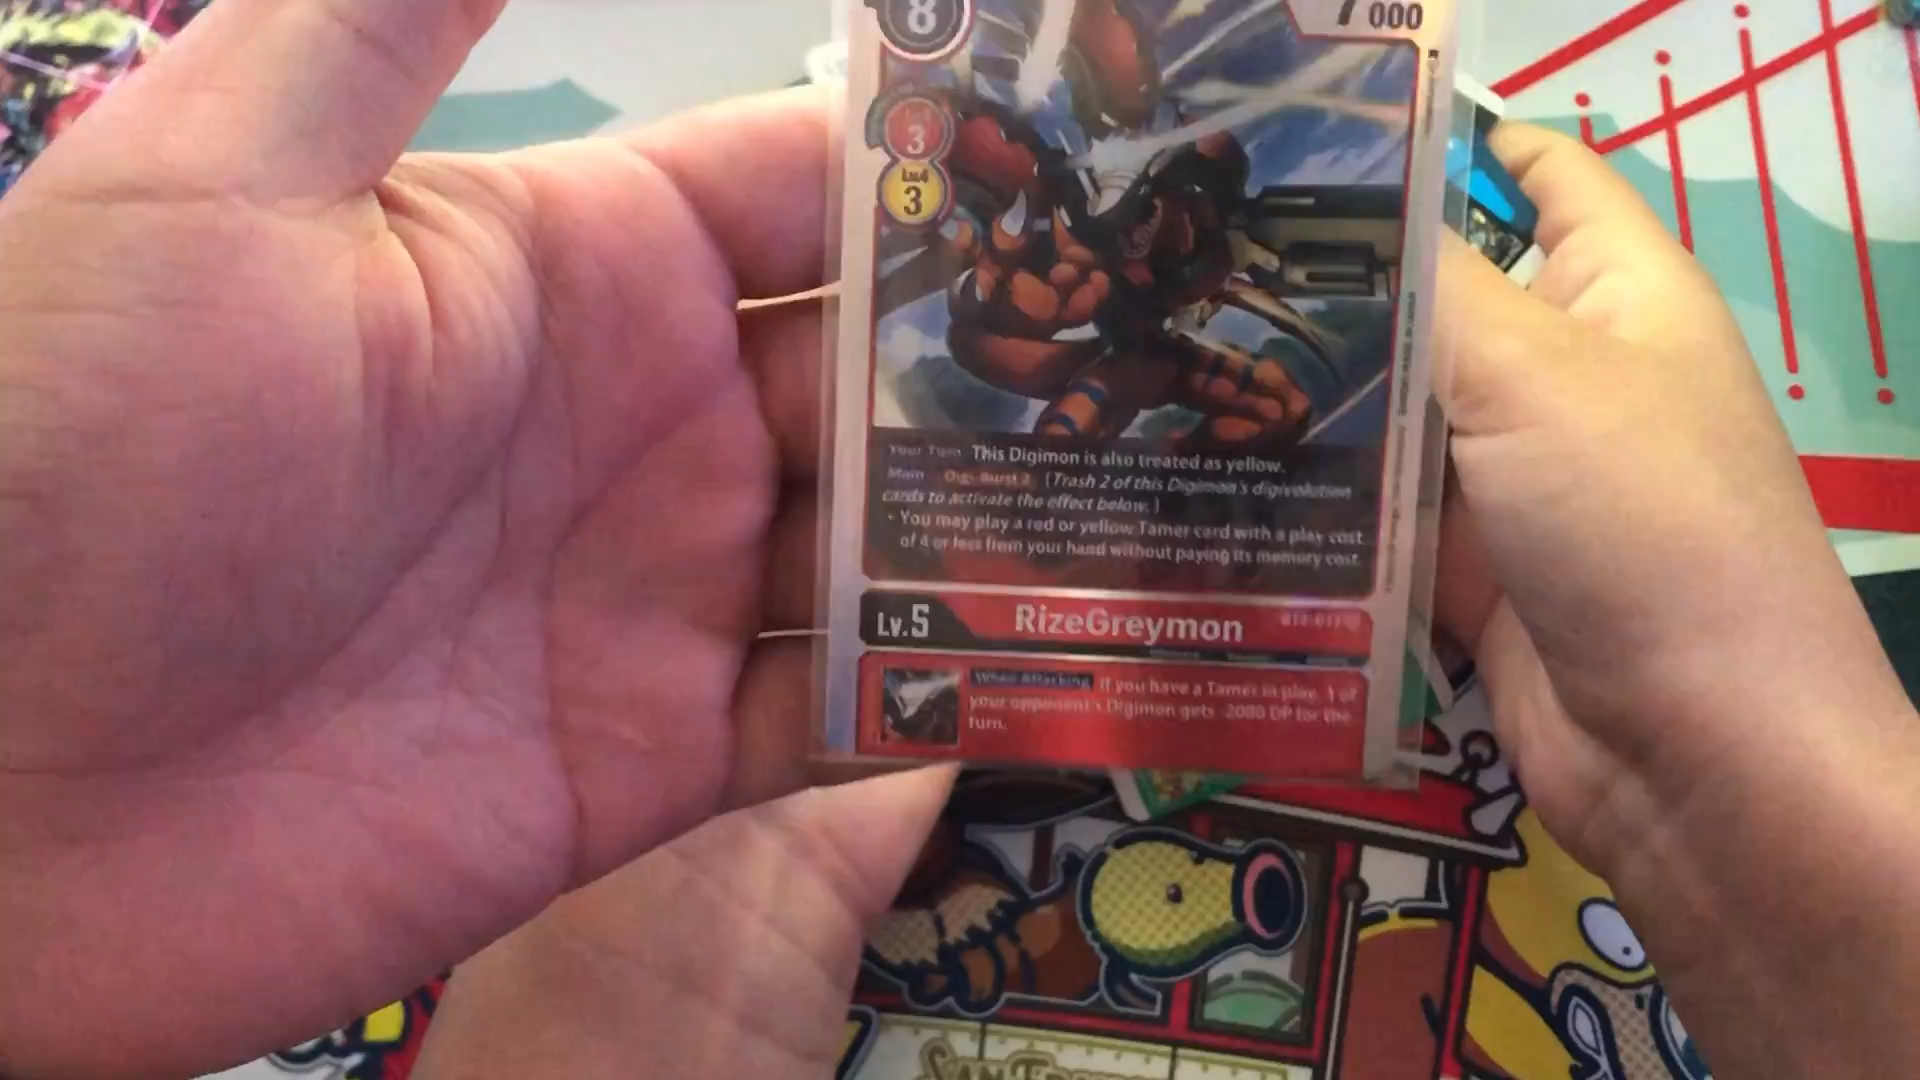 8
7000
3
Lv.4
3
Your Turn This Digimon is also treated as yellow.
Main Digi-Burst 2 (Trash 2 of this Digimon's digivolution
cards to activate the effect below.)
• You may play a red or yellow Tamer card with a play cost
of 4 or less from your hand without paying its memory cost.
Lv.5 RizeGreymon
When Attacking If you have a Tamer in play, 1 of
your opponent's Digimon gets -2000 DP for the
turn.